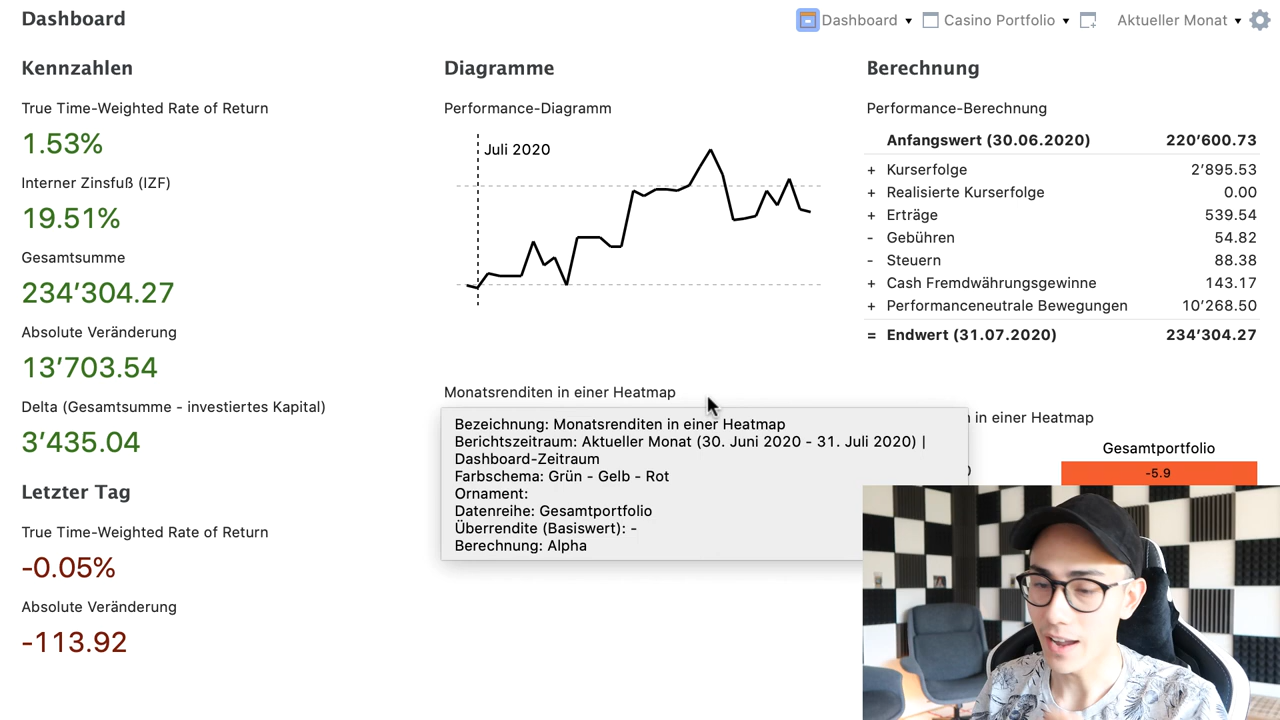 Dashboard
Dashboard
Casino Portfolio
Aktueller Monat
Kennzahlen
True Time-Weighted Rate of Return
1.53%
Interner Zinsfuß (IZF)
19.51%
Gesamtsumme
234’304.27
Absolute Veränderung
13’703.54
Delta (Gesamtsumme - investiertes Kapital)
3’435.04
Letzter Tag
True Time-Weighted Rate of Return
-0.05%
Absolute Veränderung
-113.92
Diagramme
Performance-Diagramm
Juli 2020
Monatsrenditen in einer Heatmap
Bezeichnung: Monatsrenditen in einer Heatmap
Berichtszeitraum: Aktueller Monat (30. Juni 2020 - 31. Juli 2020) |
Dashboard-Zeitraum
Farbschema: Grün - Gelb - Rot
Ornament:
Datenreihe: Gesamtportfolio
Überrendite (Basiswert): -
Berechnung: Alpha
Berechnung
Performance-Berechnung
Anfangswert (30.06.2020) 220’600.73
+ Kurserfolge 2’895.53
+ Realisierte Kurserfolge 0.00
+ Erträge 539.54
- Gebühren 54.82
- Steuern 88.38
+ Cash Fremdwährungsgewinne 143.17
+ Performanceneutrale Bewegungen 10’268.50
= Endwert (31.07.2020) 234’304.27
in einer Heatmap
Gesamtportfolio
-5.9